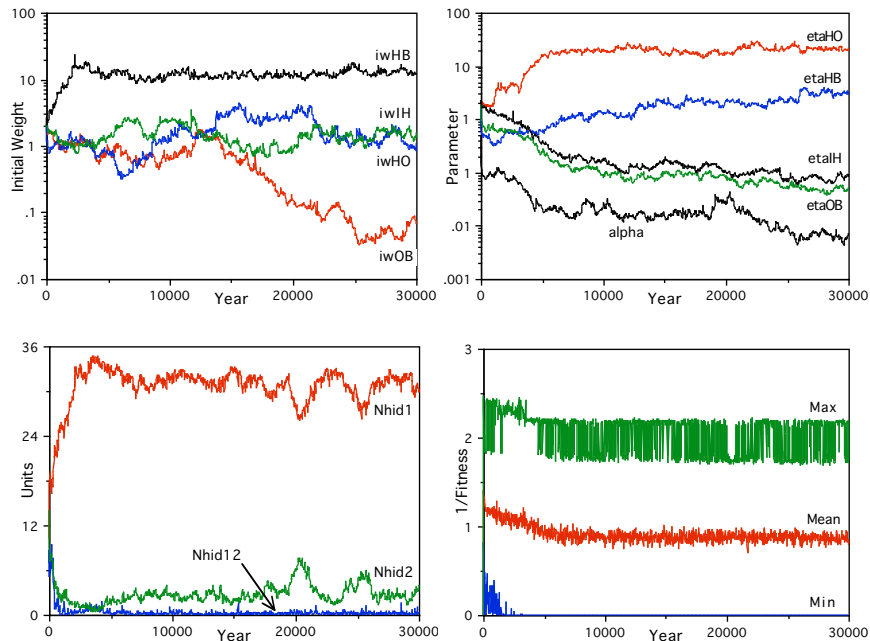 100
10
1
.1
.01
Initial Weight
iwHB
iwIH
iwHO
iwOB
0
10000
20000
30000
Year
100
10
1
.1
.01
.001
Parameter
etaHO
etaHB
etaIH
etaOB
alpha
0
10000
20000
30000
Year
36
24
12
0
Units
Nhid1
Nhid12
Nhid2
0
10000
20000
30000
Year
3
2
1
0
1/Fitness
Max
Mean
Min
0
10000
20000
30000
Year